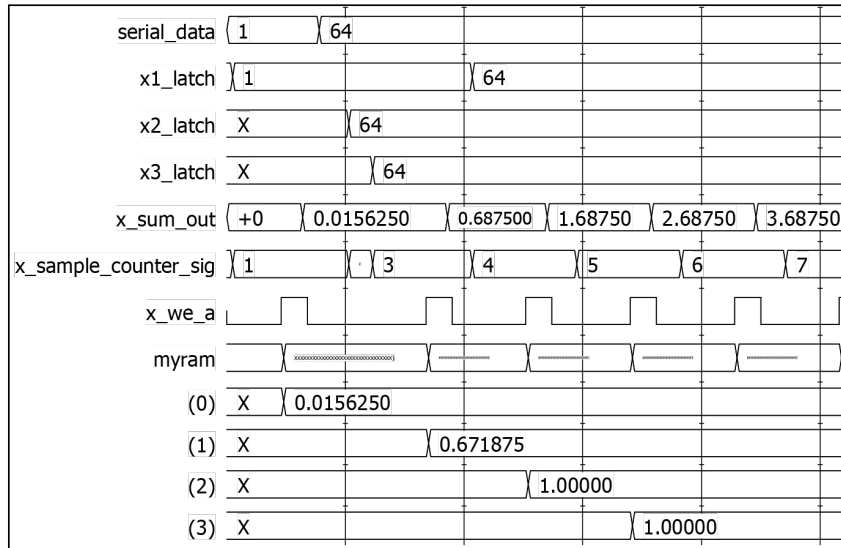 serial_data 1 64
x1_latch 1 64
x2_latch X 64
x3_latch X 64
x_sum_out +0 0.0156250 0.687500 1.68750 2.68750 3.68750
x_sample_counter_sig 1 3 4 5 6 7
x_we_a
myram
(0) X 0.0156250
(1) X 0.671875
(2) X 1.00000
(3) X 1.00000